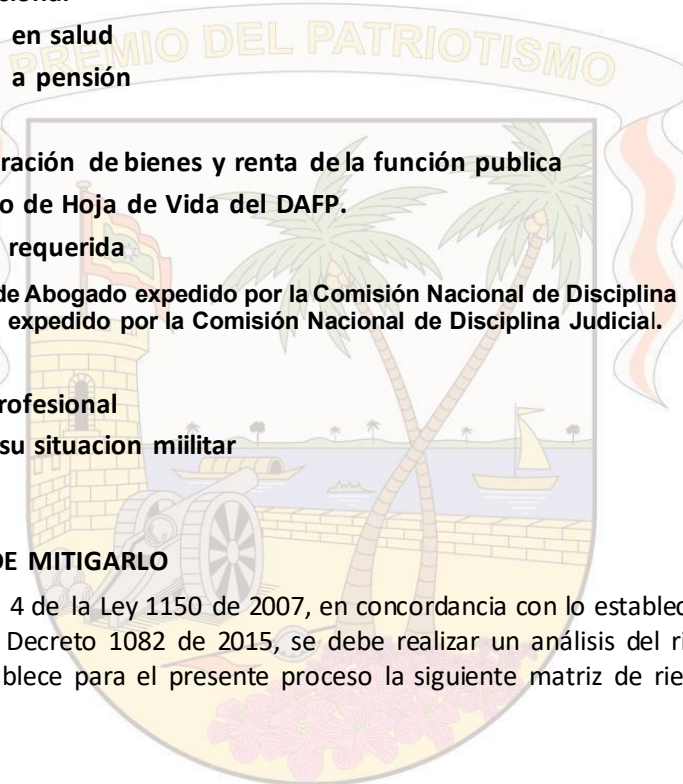 en salud
PREMIO DEL PATRIOTISMO
a pensión
ración de bienes y renta de la función publica
o de Hoja de Vida del DAFP.
requerida
de Abogado expedido por la Comisión Nacional de Disciplina
expedido por la Comisión Nacional de Disciplina Judicial.
rofesional
su situacion miilitar
DE MITIGARLO
4 de la Ley 1150 de 2007, en concordancia con lo establec
Decreto 1082 de 2015, se debe realizar un análisis del ri
blece para el presente proceso la siguiente matriz de rie